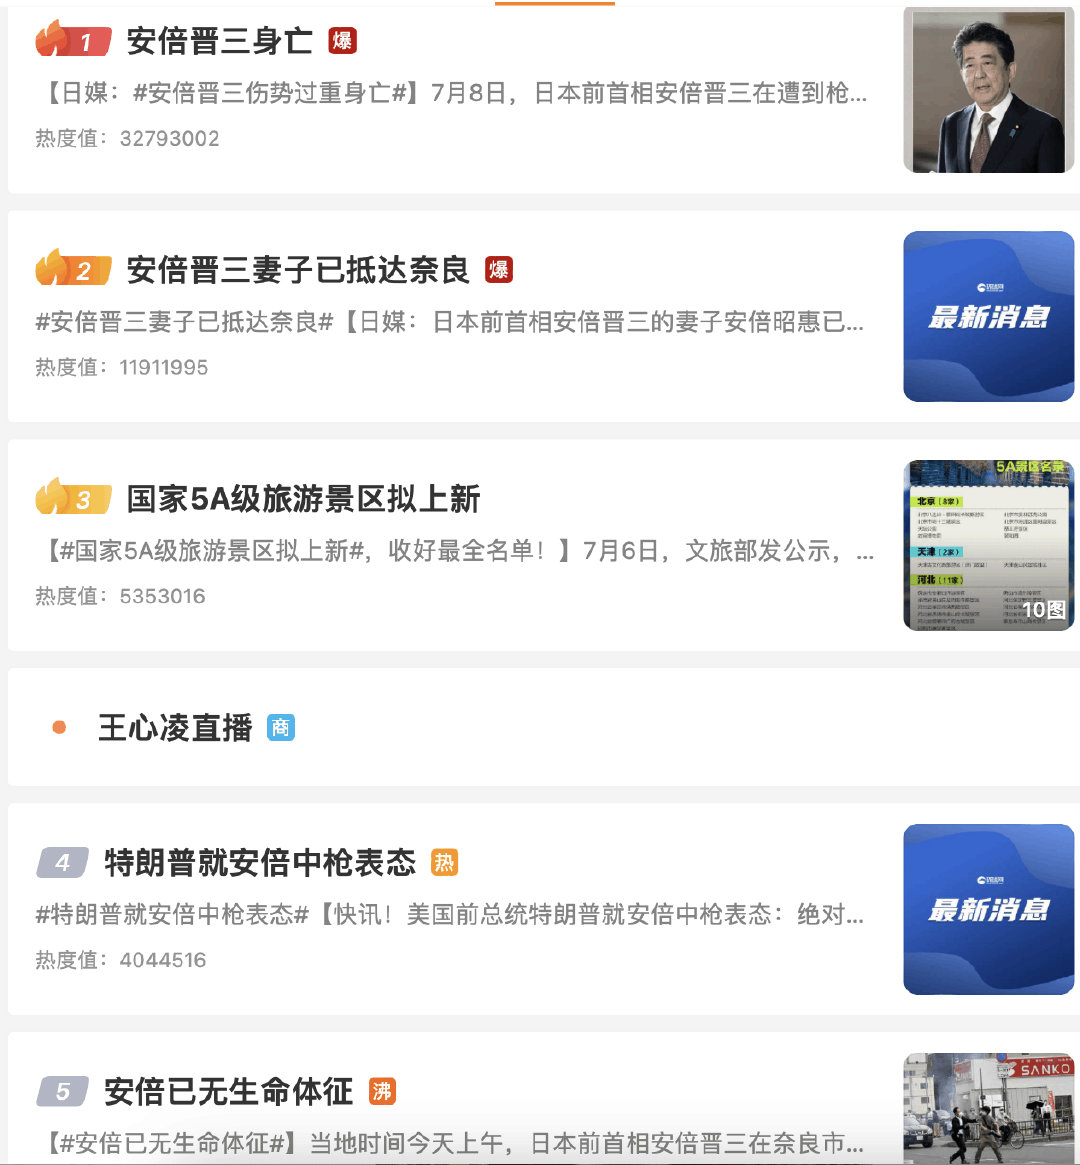 1 安倍晋三身亡 爆
【日媒：#安倍晋三伤势过重身亡#】7月8日，日本前首相安倍晋三在遭到枪...
热度值：32793002
2 安倍晋三妻子已抵达奈良 爆
#安倍晋三妻子已抵达奈良#【日媒：日本前首相安倍晋三的妻子安倍昭惠已...
热度值：11911995
最新消息
3 国家5A级旅游景区拟上新
【#国家5A级旅游景区拟上新#，收好最全名单！】7月6日，文旅部发公示，...
热度值：5353016
5A景区名录
北京（8家）
天津（2家）
河北（11家）
10图
王心凌直播 商
4 特朗普就安倍中枪表态 热
#特朗普就安倍中枪表态#【快讯！美国前总统特朗普就安倍中枪表态：绝对...
热度值：4044516
最新消息
5 安倍已无生命体征 沸
【#安倍已无生命体征#】当地时间今天上午，日本前首相安倍晋三在奈良市...
SANKO